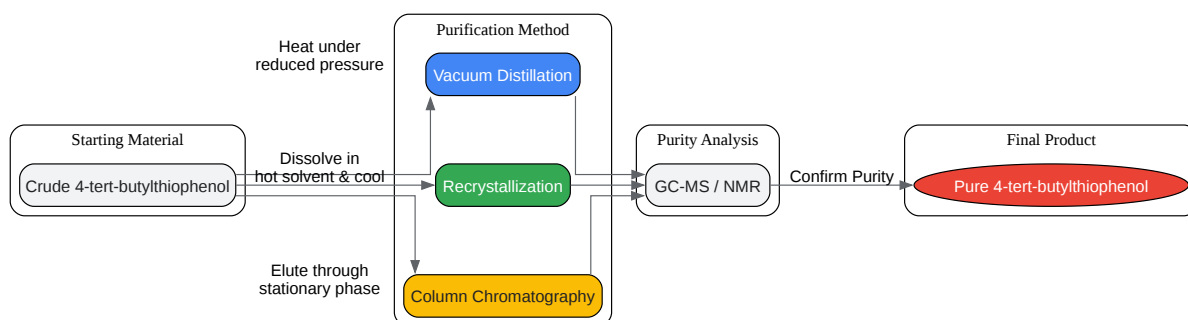 Starting Material
Crude 4-tert-butylthiophenol
Heat under
reduced pressure
Dissolve in
hot solvent & cool
Elute through
stationary phase
Purification Method
Vacuum Distillation
Recrystallization
Column Chromatography
Purity Analysis
GC-MS / NMR
Confirm Purity
Final Product
Pure 4-tert-butylthiophenol